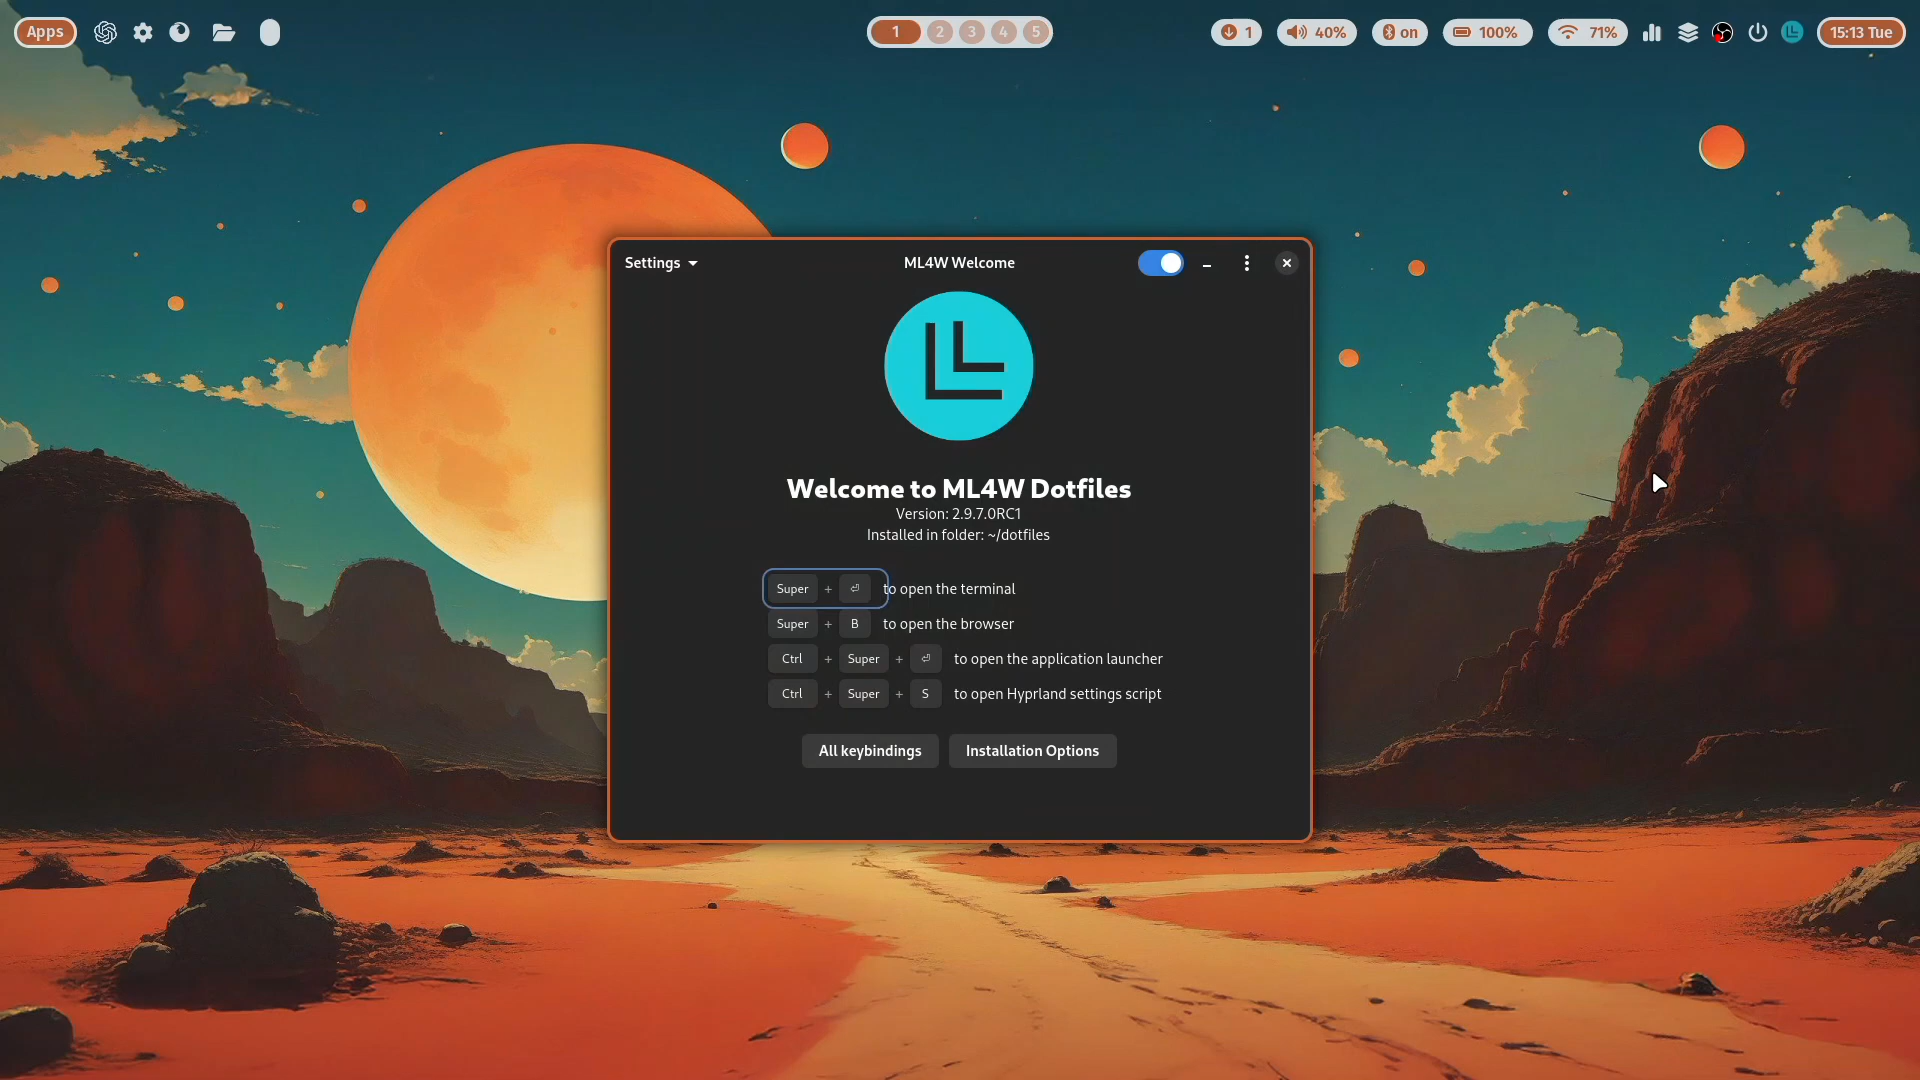 Apps
1 2 3 4 5
1 40% on 100% 71% 15:13 Tue
Settings ML4W Welcome
Welcome to ML4W Dotfiles
Version: 2.9.7.0RC1
Installed in folder: ~/dotfiles
Super + ⏎ to open the terminal
Super + B to open the browser
Ctrl + Super + ⏎ to open the application launcher
Ctrl + Super + S to open Hyprland settings script
All keybindings Installation Options